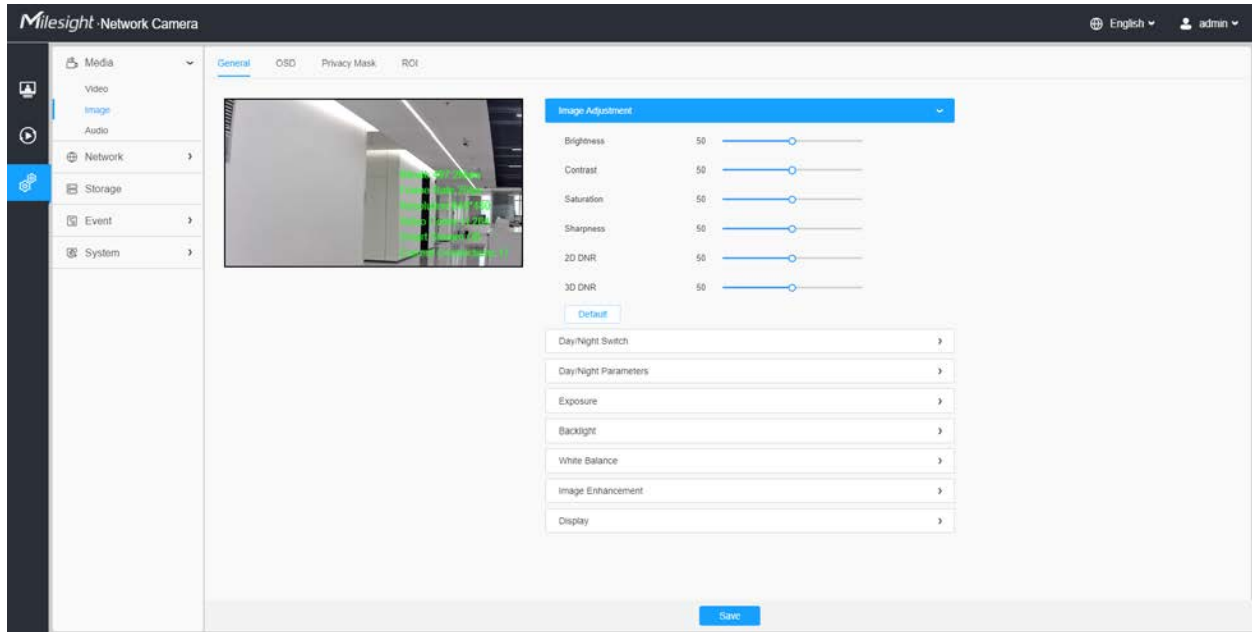 Milesight ·Network Camera
English
admin
Media
Video
Image
Audio
Network
Storage
Event
System
General OSD Privacy Mask ROI
Image Adjustment
Brightness 50
Contrast 50
Saturation 50
Sharpness 50
2D DNR 50
3D DNR 50
Default
Day/Night Switch
Day/Night Parameters
Exposure
Backlight
White Balance
Image Enhancement
Display
Save